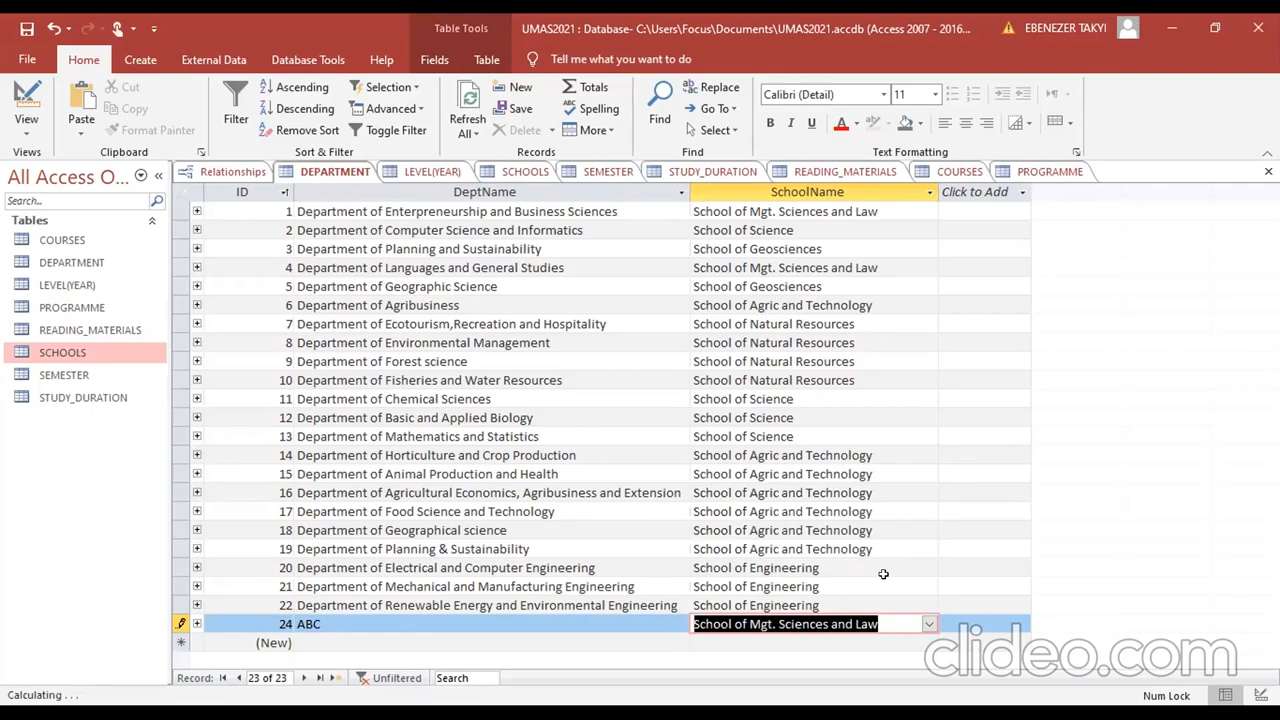 Table Tools
UMAS2021 : Database- C:\Users\Focus\Documents\UMAS2021.accdb (Access 2007 - 2016...
EBENEZER TAKYI
File Home Create External Data Database Tools Help Fields Table Tell me what you want to do
View
Views
Paste
Cut
Copy
Format Painter
Clipboard
Filter
Ascending
Descending
Remove Sort
Selection
Advanced
Toggle Filter
Sort & Filter
Refresh
All
New
Save
Delete
Totals
Spelling
More
Records
Find
Replace
Go To
Select
Find
Calibri (Detail) 11
B I U A
Text Formatting
All Access O...
Search...
Tables
COURSES
DEPARTMENT
LEVEL(YEAR)
PROGRAMME
READING_MATERIALS
SCHOOLS
SEMESTER
STUDY_DURATION
Relationships DEPARTMENT LEVEL(YEAR) SCHOOLS SEMESTER STUDY_DURATION READING_MATERIALS COURSES PROGRAMME
ID DeptName SchoolName Click to Add
1 Department of Enterpreneurship and Business Sciences School of Mgt. Sciences and Law
2 Department of Computer Science and Informatics School of Science
3 Department of Planning and Sustainability School of Geosciences
4 Department of Languages and General Studies School of Mgt. Sciences and Law
5 Department of Geographic Science School of Geosciences
6 Department of Agribusiness School of Agric and Technology
7 Department of Ecotourism,Recreation and Hospitality School of Natural Resources
8 Department of Environmental Management School of Natural Resources
9 Department of Forest science School of Natural Resources
10 Department of Fisheries and Water Resources School of Natural Resources
11 Department of Chemical Sciences School of Science
12 Department of Basic and Applied Biology School of Science
13 Department of Mathematics and Statistics School of Science
14 Department of Horticulture and Crop Production School of Agric and Technology
15 Department of Animal Production and Health School of Agric and Technology
16 Department of Agricultural Economics, Agribusiness and Extension School of Agric and Technology
17 Department of Food Science and Technology School of Agric and Technology
18 Department of Geographical science School of Agric and Technology
19 Department of Planning & Sustainability School of Agric and Technology
20 Department of Electrical and Computer Engineering School of Engineering
21 Department of Mechanical and Manufacturing Engineering School of Engineering
22 Department of Renewable Energy and Environmental Engineering School of Engineering
24 ABC School of Mgt. Sciences and Law
(New)
clideo.com
Record: 23 of 23 Unfiltered Search
Calculating . . .
Num Lock